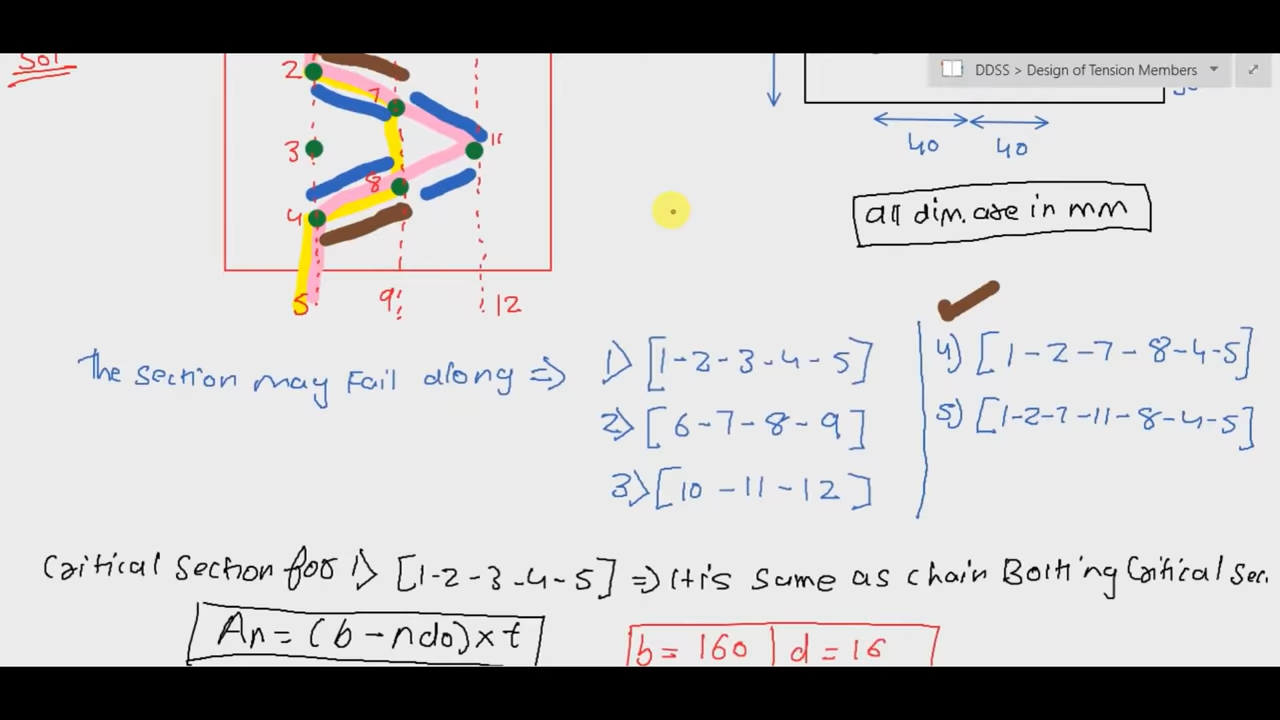 Sol
2
7
3
11
8
4
5
9
12
DDSS > Design of Tension Members
40 40
all dim. are in mm
The section may Fail along ⇒
1) [1-2-3-4-5]
2) [6-7-8-9]
3) [10-11-12]
4) [1-2-7-8-4-5]
5) [1-2-7-11-8-4-5]
Critical Section for 1) [1-2-3-4-5] ⇒ It is same as chain Bolting Critical Sec.
An = (b - ndo) x t
b = 160 | d = 16